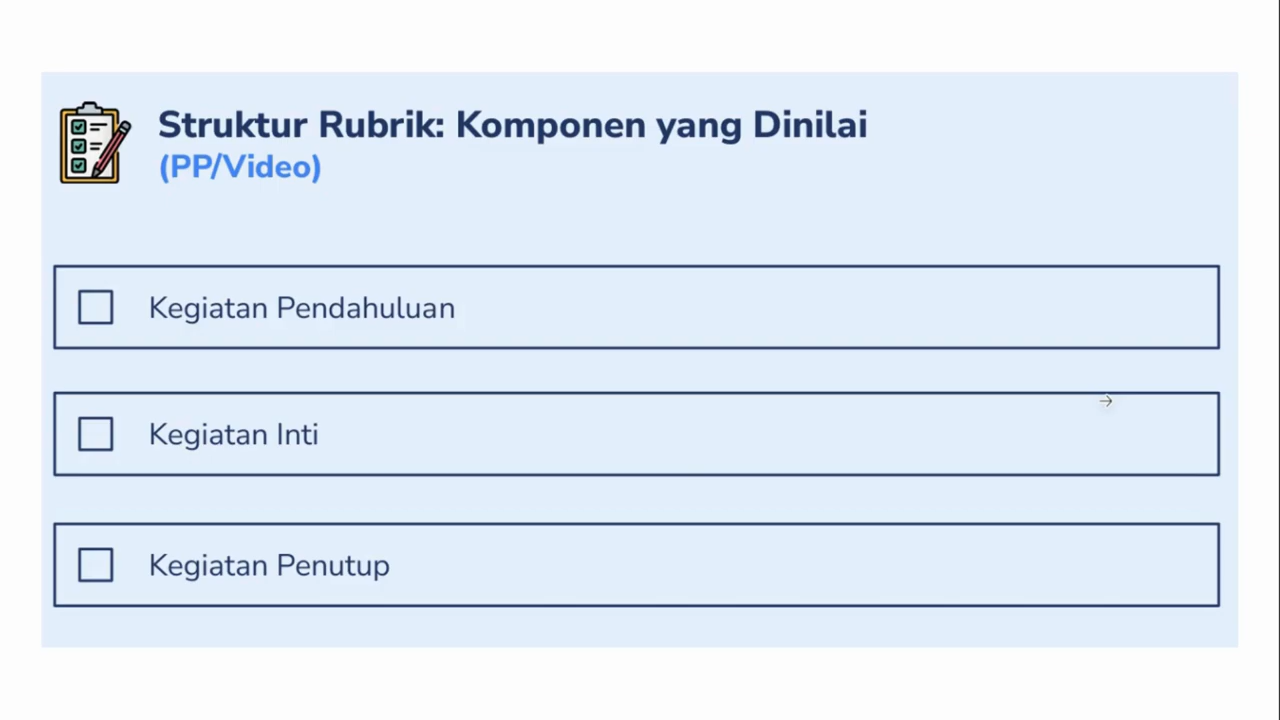 Struktur Rubrik: Komponen yang Dinilai
(PP/Video)
Kegiatan Pendahuluan
Kegiatan Inti
Kegiatan Penutup